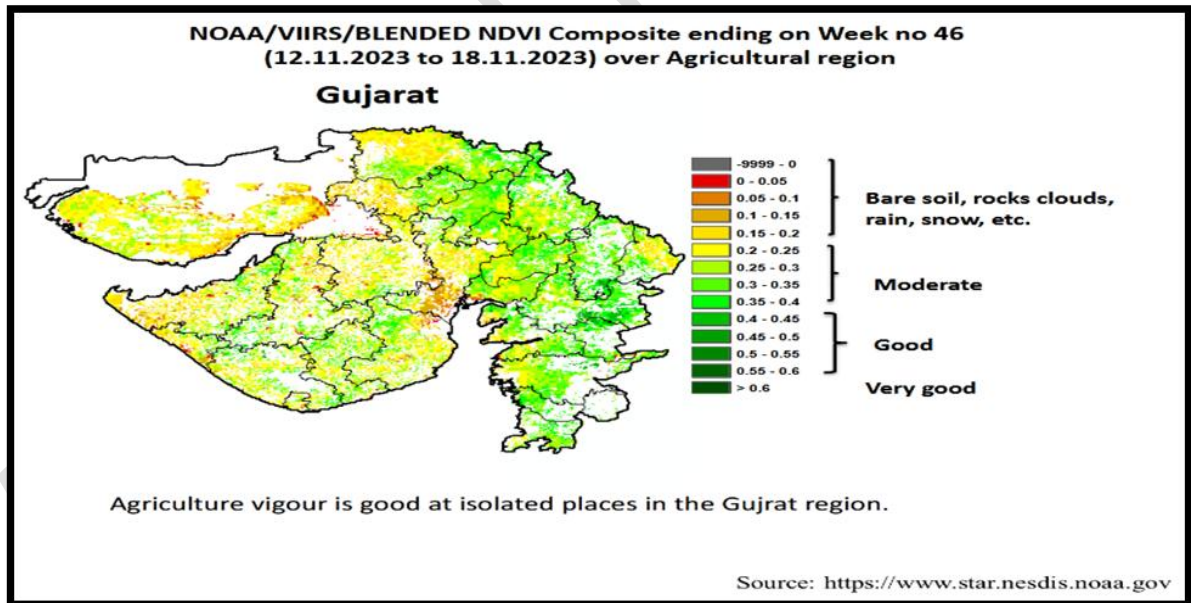 NOAA/VIIRS/BLENDED NDVI Composite ending on Week no 46
(12.11.2023 to 18.11.2023) over Agricultural region
Gujarat
-9999 - 0
0 - 0.05
0.05 - 0.1
0.1 - 0.15
0.15 - 0.2
0.2 - 0.25
0.25 - 0.3
0.3 - 0.35
0.35 - 0.4
0.4 - 0.45
0.45 - 0.5
0.5 - 0.55
0.55 - 0.6
> 0.6
Bare soil, rocks clouds,
rain, snow, etc.
Moderate
Good
Very good
Agriculture vigour is good at isolated places in the Gujrat region.
Source: https://www.star.nesdis.noaa.gov